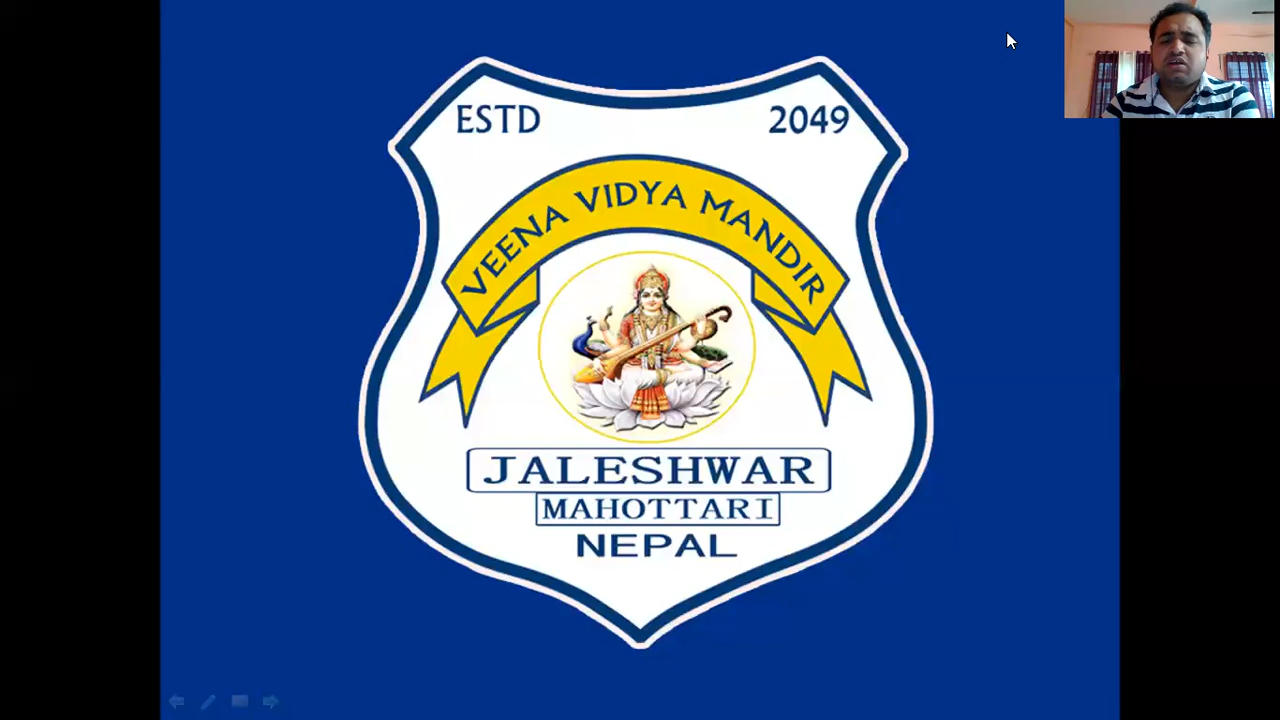 ESTD 2049
VEENA VIDYA MANDIR
JALESHWAR
MAHOTTARI
NEPAL